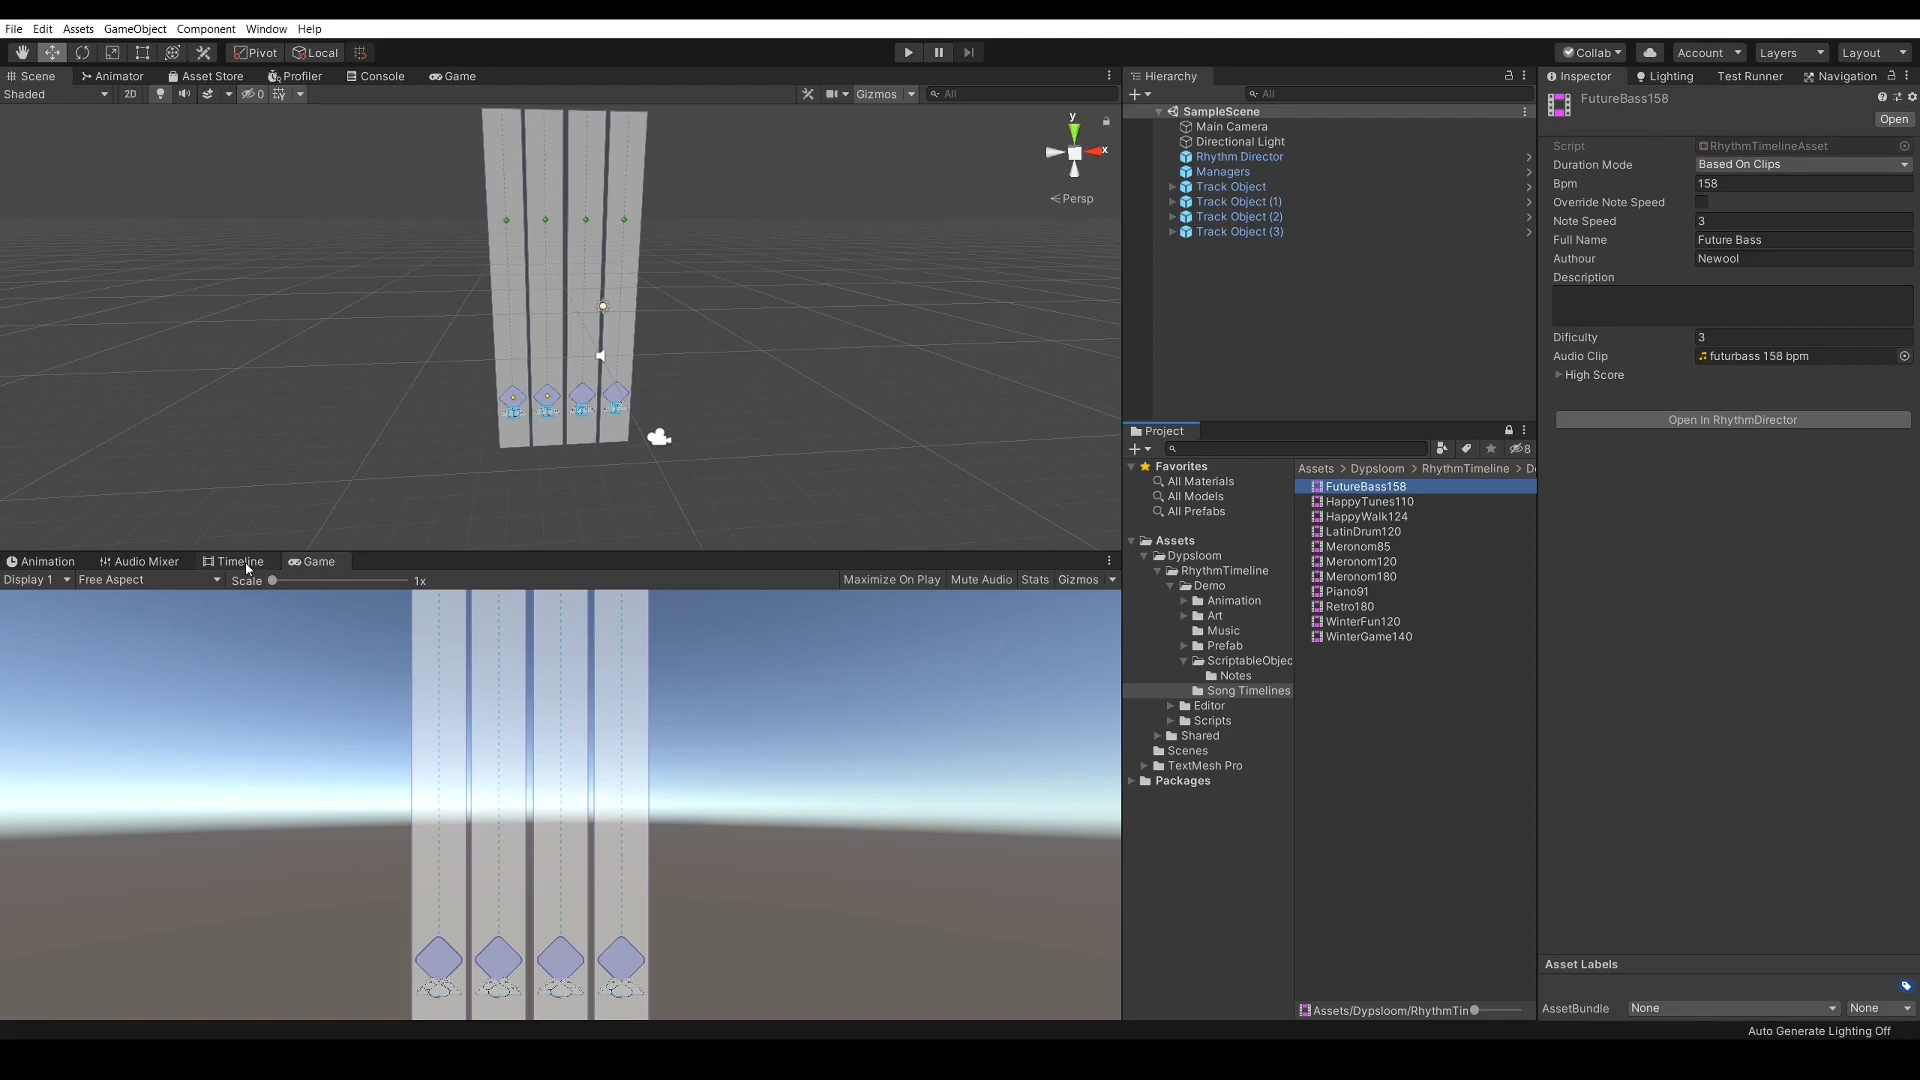 File Edit Assets GameObject Component Window Help
Pivot Local Collab Account Layers Layout
Scene Animator Asset Store Profiler Console Game
Shaded 2D 0 Gizmos All
y
x
Persp
Animation Audio Mixer Timeline Game
Display 1 Free Aspect Scale 1x Maximize On Play Mute Audio Stats Gizmos
Hierarchy
All
SampleScene
Main Camera
Directional Light
Rhythm Director
Managers
Track Object
Track Object (1)
Track Object (2)
Track Object (3)
Project
8
Favorites
All Materials
All Models
All Prefabs
Assets
Dypsloom
RhythmTimeline
Demo
Animation
Art
Music
Prefab
ScriptableObjec
Notes
Song Timelines
Editor
Scripts
Shared
Scenes
TextMesh Pro
Packages
Assets > Dypsloom > RhythmTimeline > De
FutureBass158
HappyTunes110
HappyWalk124
LatinDrum120
Meronom85
Meronom120
Meronom180
Piano91
Retro180
WinterFun120
WinterGame140
Assets/Dypsloom/RhythmTin
Inspector Lighting Test Runner Navigation
FutureBass158
Open
Script RhythmTimelineAsset
Duration Mode Based On Clips
Bpm 158
Override Note Speed
Note Speed 3
Full Name Future Bass
Authour Newool
Description
Dificulty 3
Audio Clip futurbass 158 bpm
High Score
Open In RhythmDirector
Asset Labels
AssetBundle None None
Auto Generate Lighting Off